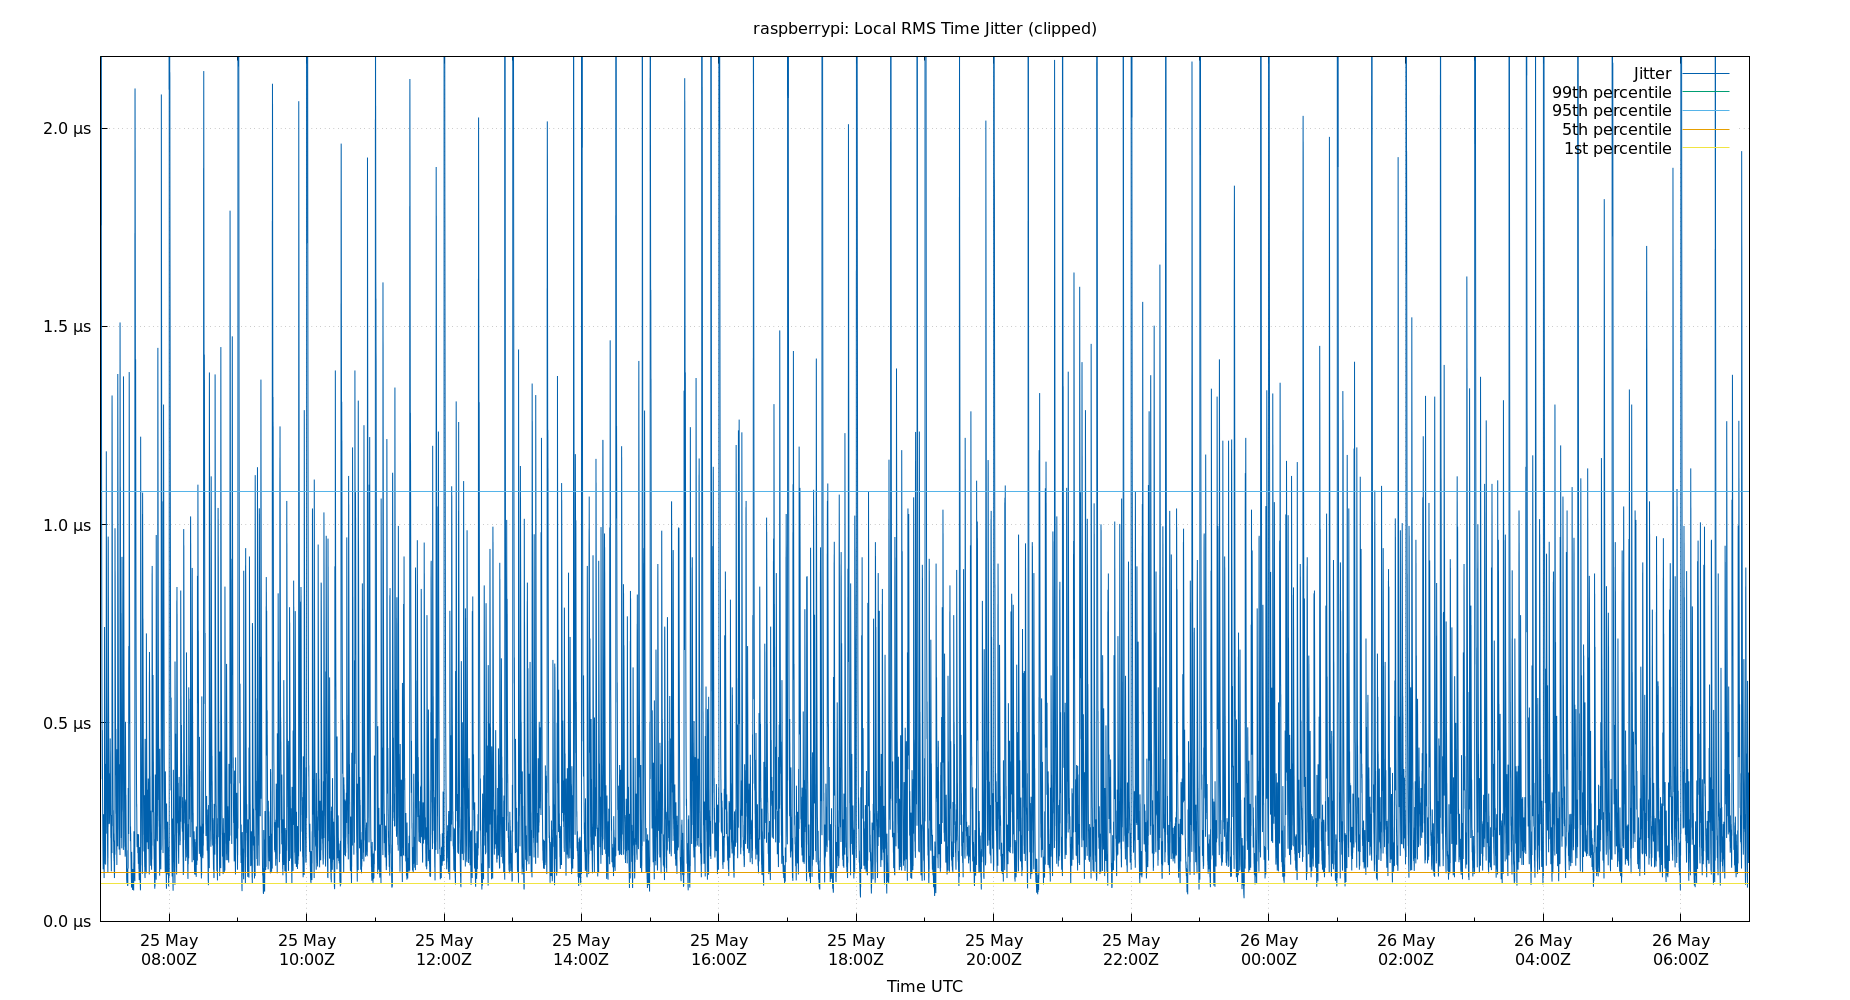 raspberrypi: Local RMS Time Jitter (clipped)
Jitter
99th percentile
95th percentile
5th percentile
1st percentile
2.0 μs
1.5 μs
1.0 μs
0.5 μs
0.0 μs
25 May 25 May 25 May 25 May 25 May 25 May 25 May 25 May 26 May 26 May 26 May 26 May
08:00Z 10:00Z 12:00Z 14:00Z 16:00Z 18:00Z 20:00Z 22:00Z 00:00Z 02:00Z 04:00Z 06:00Z
Time UTC